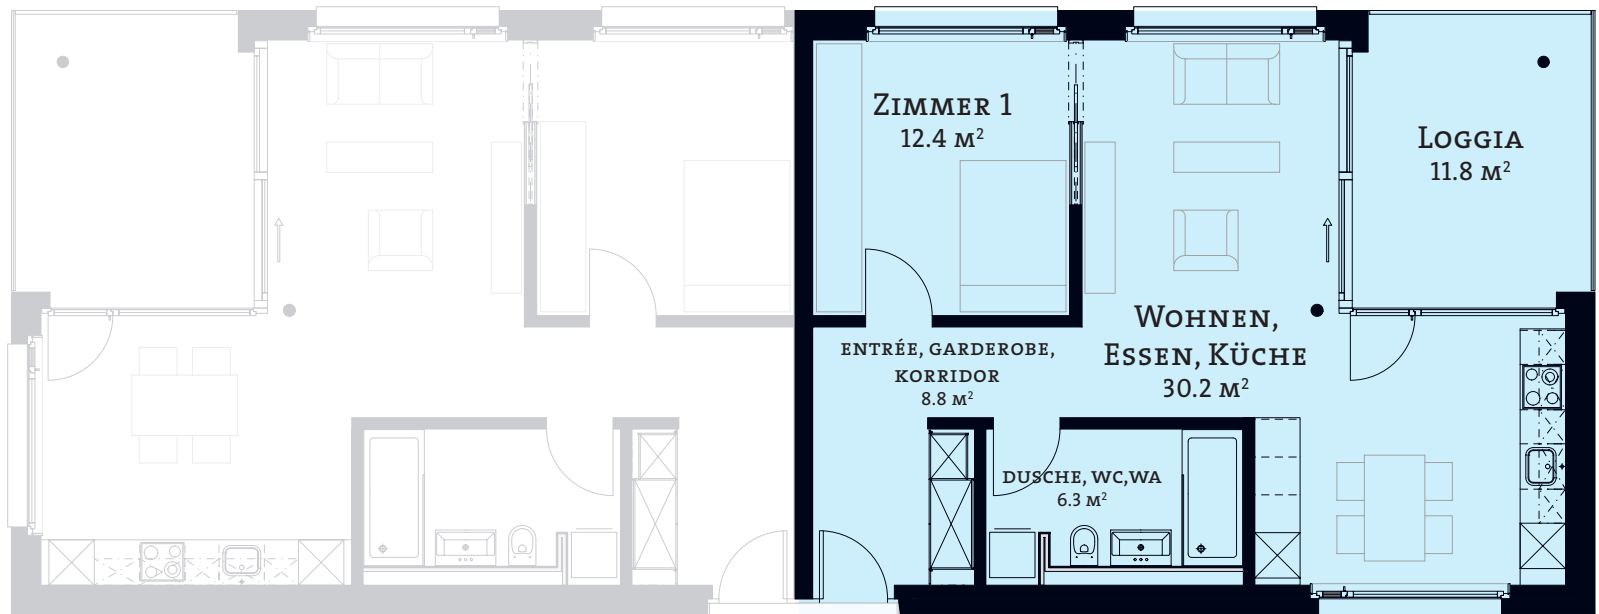 Zimmer 1
12.4 m²
Loggia
11.8 m²
Wohnen,
Essen, Küche
30.2 m²
entrée, garderobe,
korridor
8.8 m²
dusche, wc,wa
6.3 m²